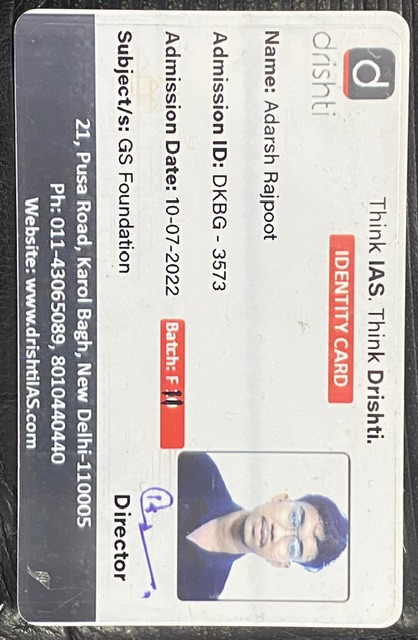 drishti
Think IAS. Think Drishti.
IDENTITY CARD
Name: Adarsh Rajpoot
Admission ID: DKBG - 3573
Admission Date: 10-07-2022
Batch: F
Subject/s: GS Foundation
Director
21, Pusa Road, Karol Bagh, New Delhi-110005
Ph: 011-43065089, 8010440440
Website: www.drishtiIAS.com